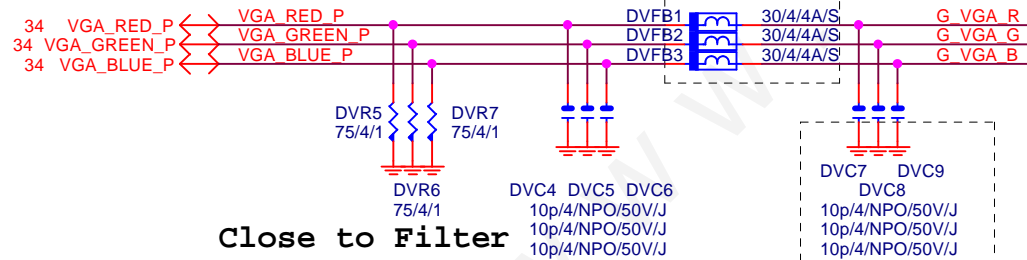 VGA_RED_P DVFB1 30/4/4A/S G_VGA_R
34 VGA_RED_P
VGA_GREEN_P DVFB2 30/4/4A/S G_VGA_G
34 VGA_GREEN_P
VGA_BLUE_P DVFB3 30/4/4A/S G_VGA_B
34 VGA_BLUE_P
DVR5 DVR7
75/4/1 75/4/1
DVC7 DVC9
DVR6 DVC4 DVC5 DVC6 DVC8
75/4/1 10p/4/NPO/50V/J 10p/4/NPO/50V/J
10p/4/NPO/50V/J 10p/4/NPO/50V/J
Close to Filter
10p/4/NPO/50V/J 10p/4/NPO/50V/J